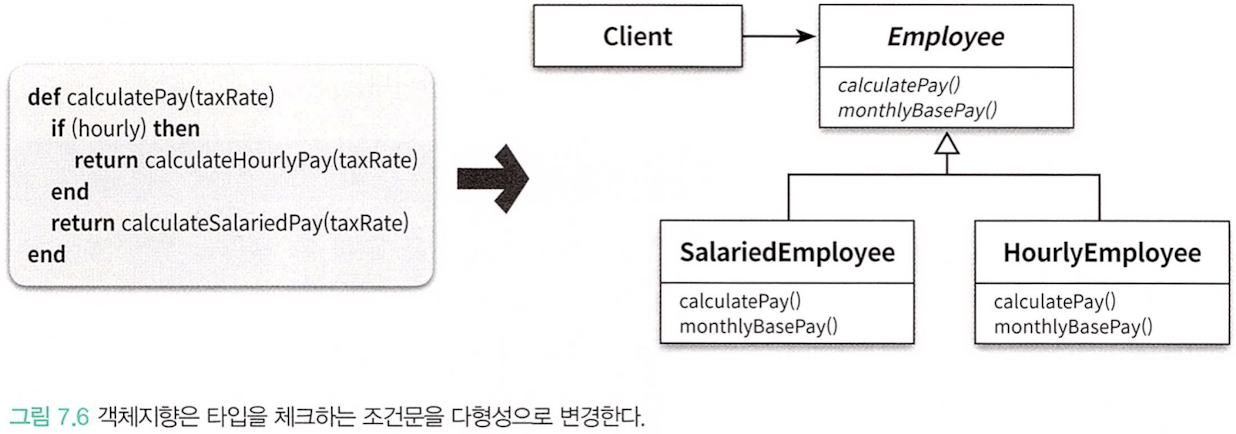 def calculatePay(taxRate)
if (hourly) then
return calculateHourlyPay(taxRate)
end
return calculateSalariedPay(taxRate)
end
Client
Employee
calculatePay()
monthlyBasePay()
SalariedEmployee
calculatePay()
monthlyBasePay()
HourlyEmployee
calculatePay()
monthlyBasePay()
그림 7.6 객체지향은 타입을 체크하는 조건문을 다형성으로 변경한다.